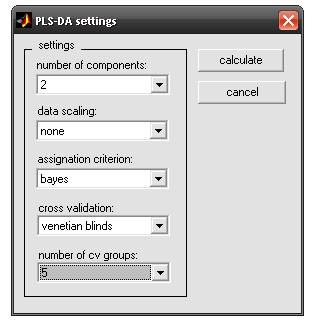 PLS-DA settings
settings
number of components:
2
data scaling:
none
assignation criterion:
bayes
cross validation:
venetian blinds
number of cv groups:
5
calculate
cancel